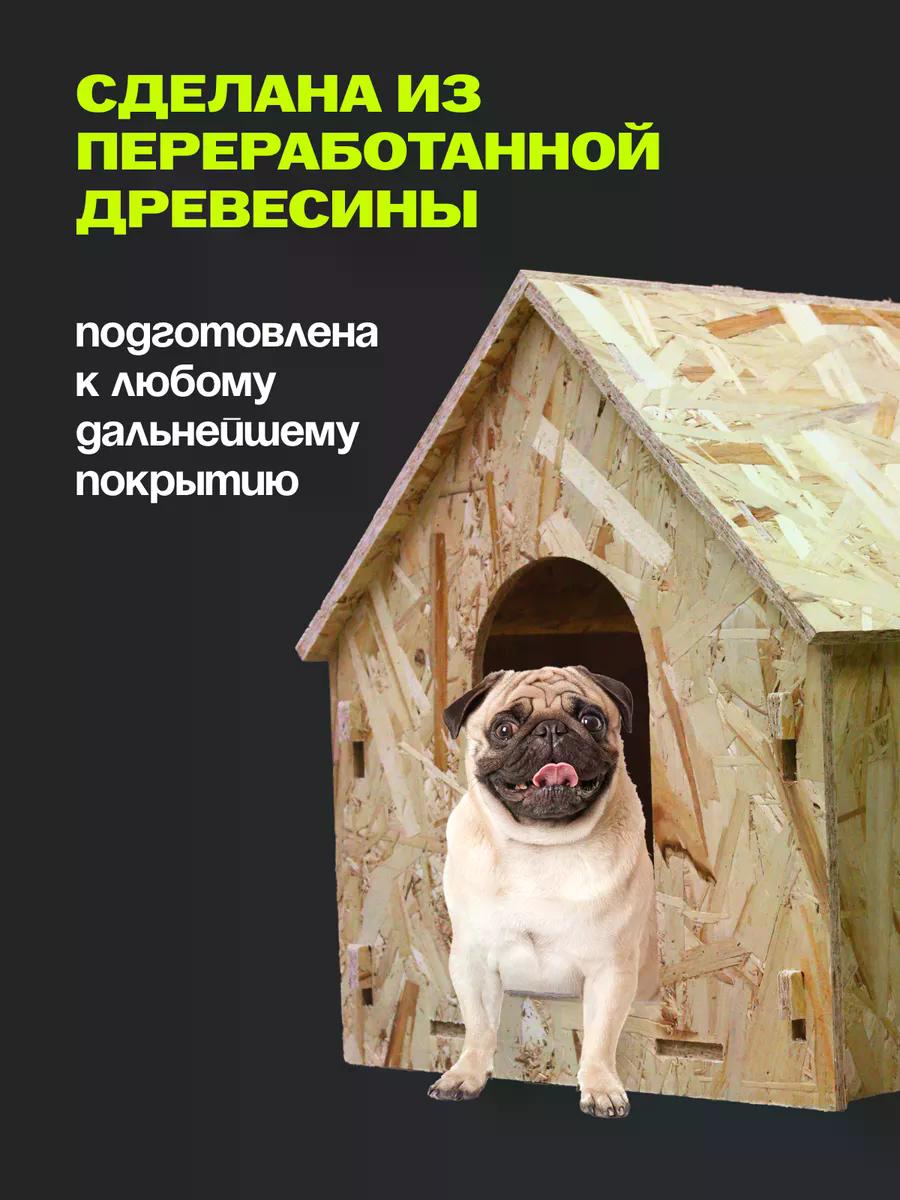 СДЕЛАНА ИЗ
ПЕРЕРАБОТАННОЙ
ДРЕВЕСИНЫ
подготовлена
к любому
дальнейшему
покрытию